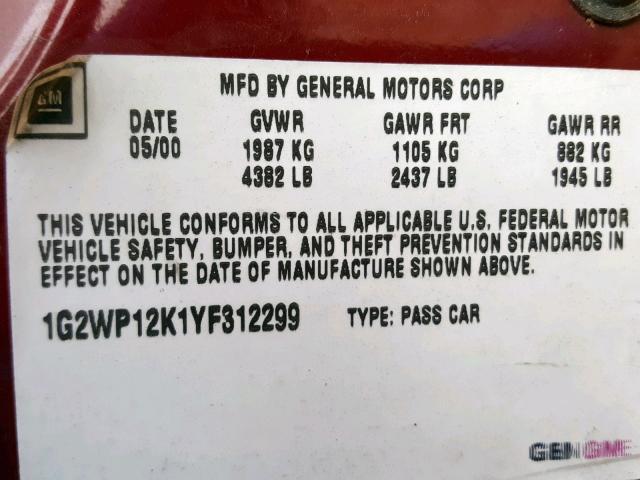 GM
MFD BY GENERAL MOTORS CORP
DATE GVWR GAWR FRT GAWR RR
05/00 1987 KG 1105 KG 882 KG
4382 LB 2437 LB 1945 LB
THIS VEHICLE CONFORMS TO ALL APPLICABLE U.S. FEDERAL MOTOR
VEHICLE SAFETY, BUMPER, AND THEFT PREVENTION STANDARDS IN
EFFECT ON THE DATE OF MANUFACTURE SHOWN ABOVE.
1G2WP12K1YF312299 TYPE: PASS CAR